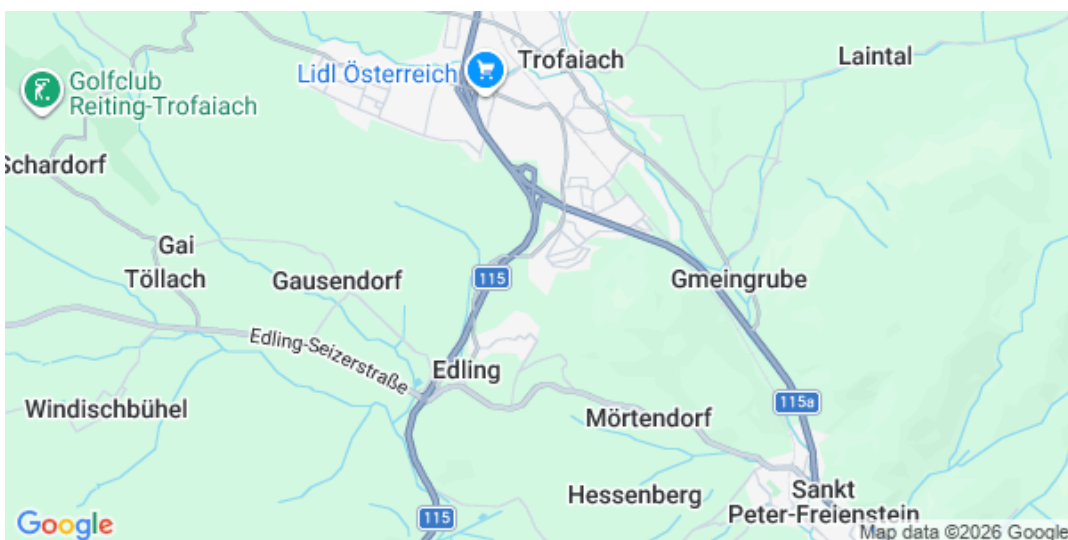 Trofaiach
Laintal
Lidl Österreich
Golfclub
Reiting-Trofaiach
Schardorf
Gai
Töllach
Gausendorf
115
Gmeingrube
Edling-Seizerstraße
Edling
Windischbühel
Mörtendorf
115a
Hessenberg
Sankt
Peter-Freienstein
115
Google
Map data ©2026 Google